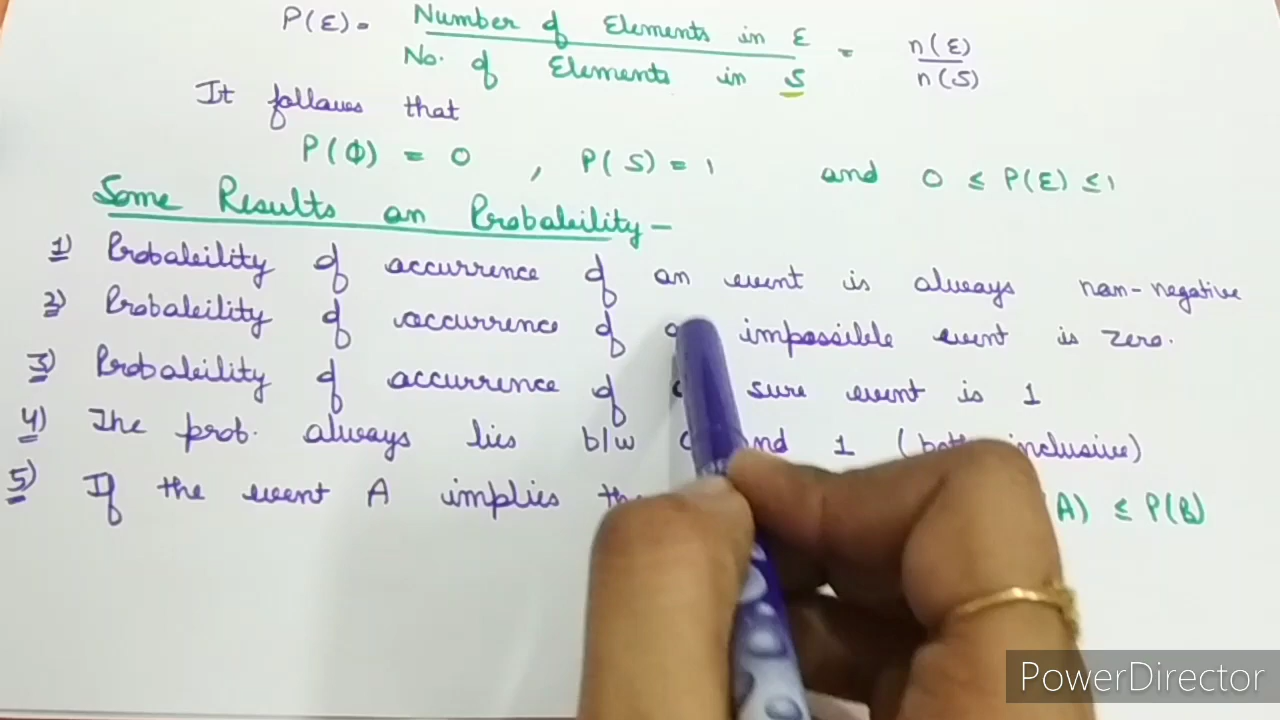 P(E) = Number of Elements in E / No. of Elements in S = n(E) / n(S)
It follows that
P(Φ) = 0 , P(S) = 1 and 0 ≤ P(E) ≤ 1
Some Results on Probability -
1) Probability of occurrence of an event is always non-negative
2) Probability of occurrence of impossible event is zero.
3) Probability of occurrence of sure event is 1
4) The prob. always lies b/w and 1 (both inclusive)
5) If the event A implies (A) ≤ P(B)
PowerDirector